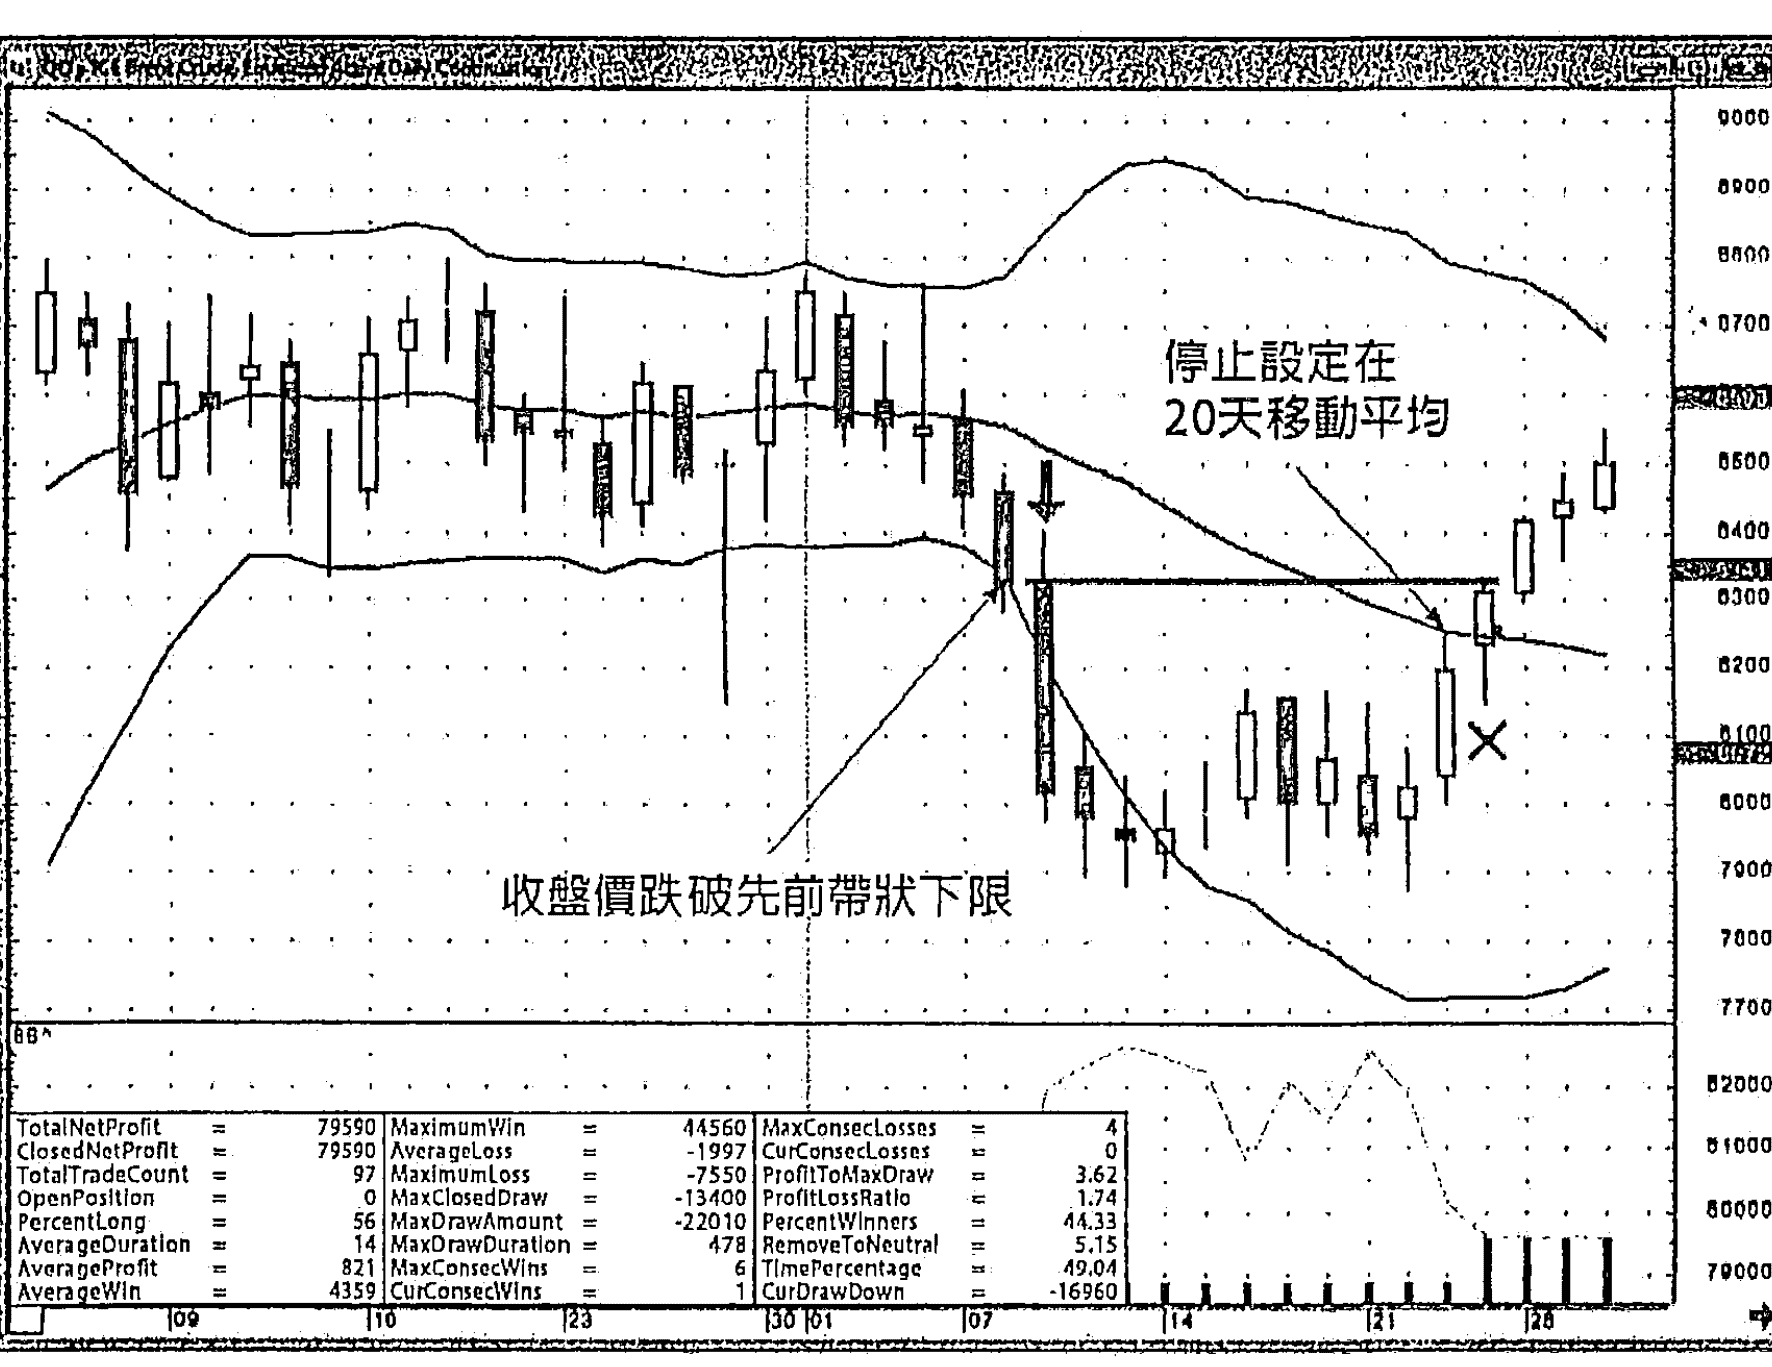 9000
8900
8800
8700
停止設定在
20天移動平均
8500
8400
8300
8200
8100
8000
收盤價跌破先前帶狀下限
7900
7800
7700
BB^
82000
TotalNetProfit = 79590 MaximumWin = 44560 MaxConsecLosses = 4
ClosedNetProfit = 79590 AverageLoss = -1997 CurConsecLosses = 0
81000
TotalTradeCount = 97 MaximumLoss = -7550 ProfitToMaxDraw = 3.62
OpenPosition = 0 MaxClosedDraw = -13400 ProfitLossRatio = 1.74
80000
PercentLong = 56 MaxDrawAmount = -22010 PercentWinners = 44.33
AverageDuration = 14 MaxDrawDuration = 478 RemoveToNeutral = 5.15
AverageProfit = 821 MaxConsecWins = 6 TimePercentage = 49.04
79000
AverageWin = 4359 CurConsecWins = 1 CurDrawDown = -16960
09 10 23 30 01 07 14 21 28